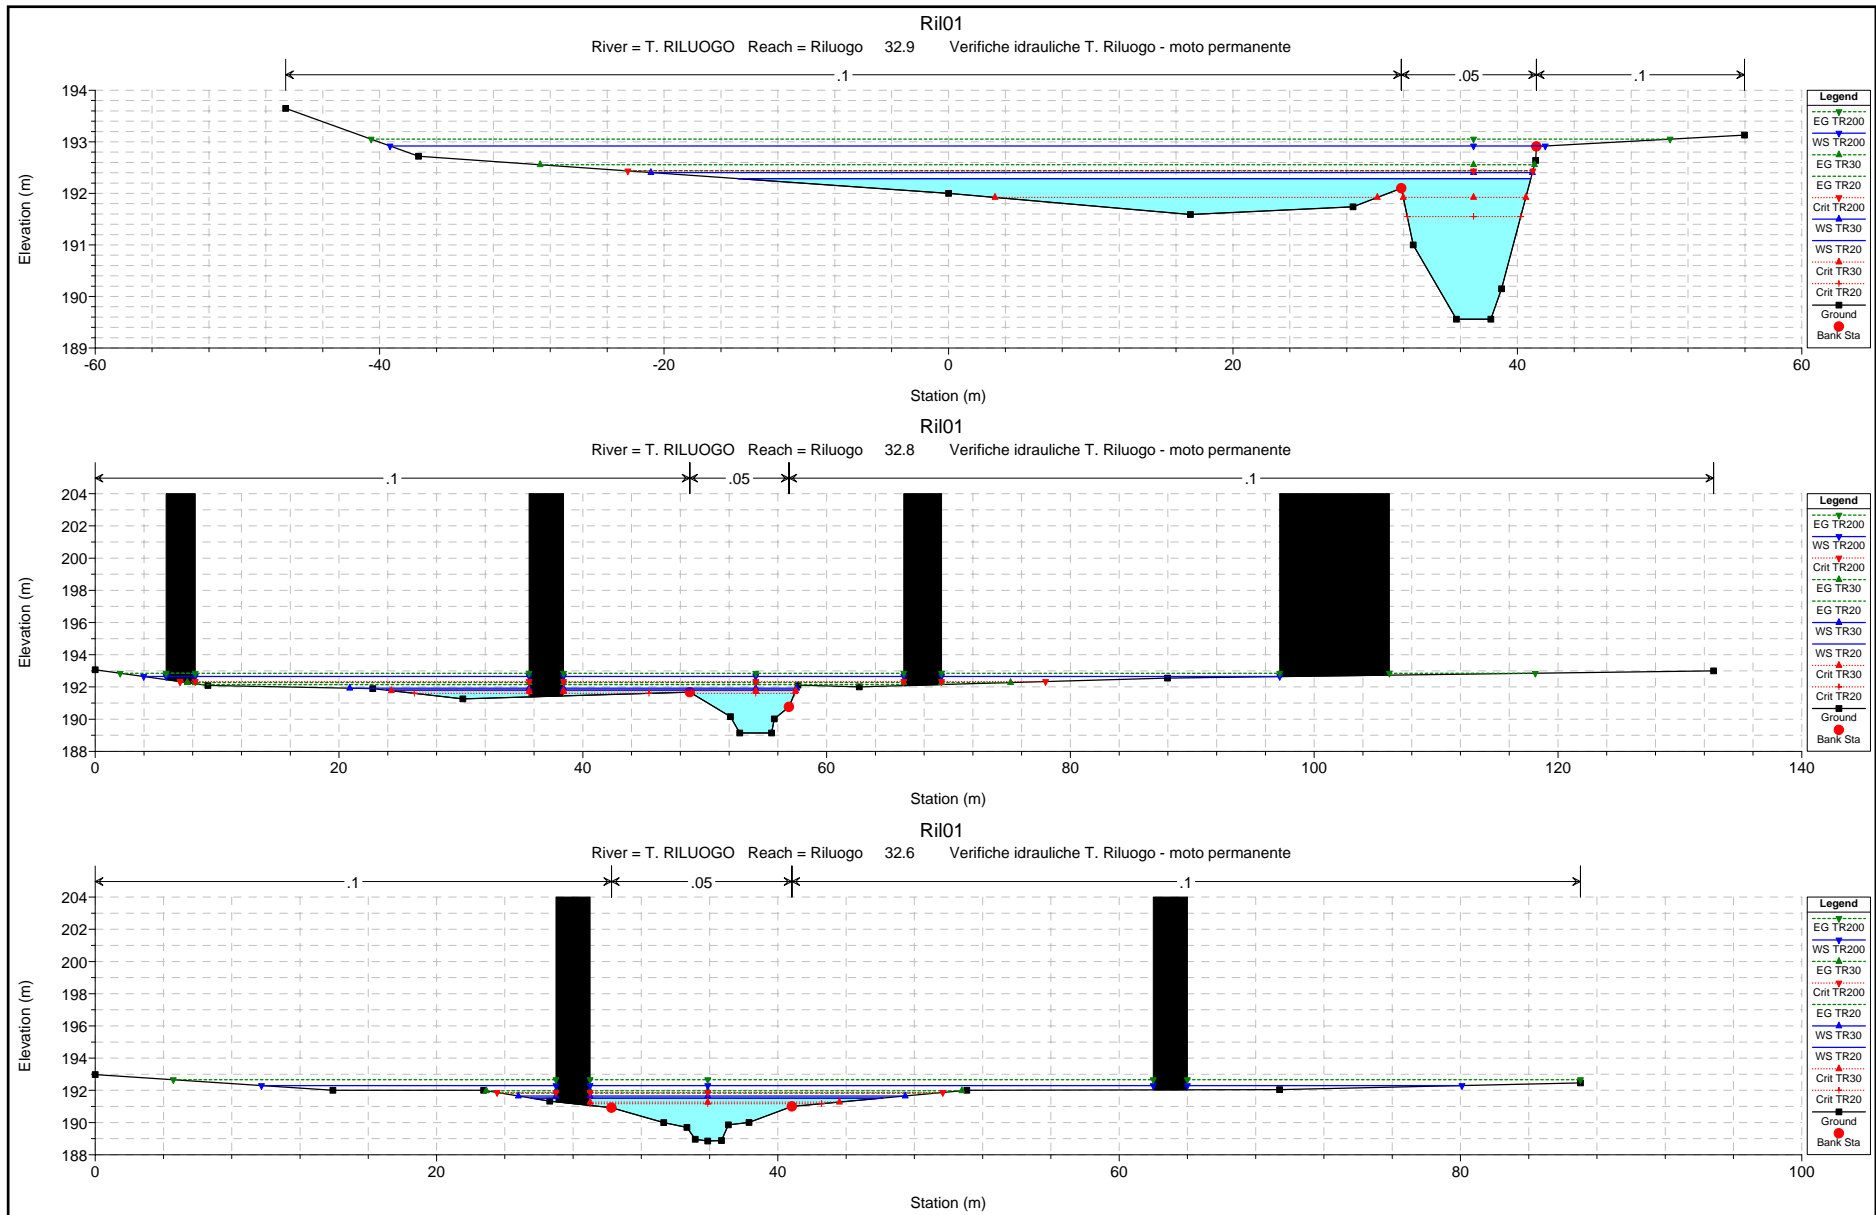 Ril01
River = T. RILUOGO Reach = Riluogo 32.9 Verifiche idrauliche T. Riluogo - moto permanente
.1 .05 .1
194
193
192
191
190
189
Elevation (m)
-60 -40 -20 0 20 40 60
Station (m)
Legend
EG TR200
WS TR200
EG TR30
EG TR20
Crit TR200
WS TR30
WS TR20
Crit TR30
Crit TR20
Ground
Bank Sta
Ril01
River = T. RILUOGO Reach = Riluogo 32.8 Verifiche idrauliche T. Riluogo - moto permanente
.1 .05 .1
204
202
200
198
196
194
192
190
188
Elevation (m)
0 20 40 60 80 100 120 140
Station (m)
Legend
EG TR200
WS TR200
Crit TR200
EG TR30
EG TR20
WS TR30
WS TR20
Crit TR30
Crit TR20
Ground
Bank Sta
Ril01
River = T. RILUOGO Reach = Riluogo 32.6 Verifiche idrauliche T. Riluogo - moto permanente
.1 .05 .1
204
202
200
198
196
194
192
190
188
Elevation (m)
0 20 40 60 80 100
Station (m)
Legend
EG TR200
WS TR200
EG TR30
Crit TR200
EG TR20
WS TR30
WS TR20
Crit TR30
Crit TR20
Ground
Bank Sta